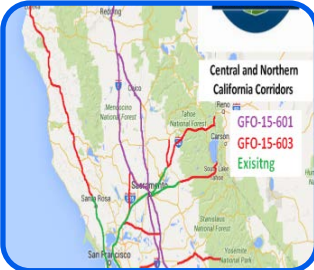 Redding
Central and Northern
California Corridors
GFO-15-601
GFO-15-603
Exisitng
Chico
Mendocino
National Forest
Tahoe
National Forest
Reno
Carson
South Lake
Tahoe
Sacramento
Santa Rosa
Stanislaus
National Forest
San Francisco
Yosemite
National Park